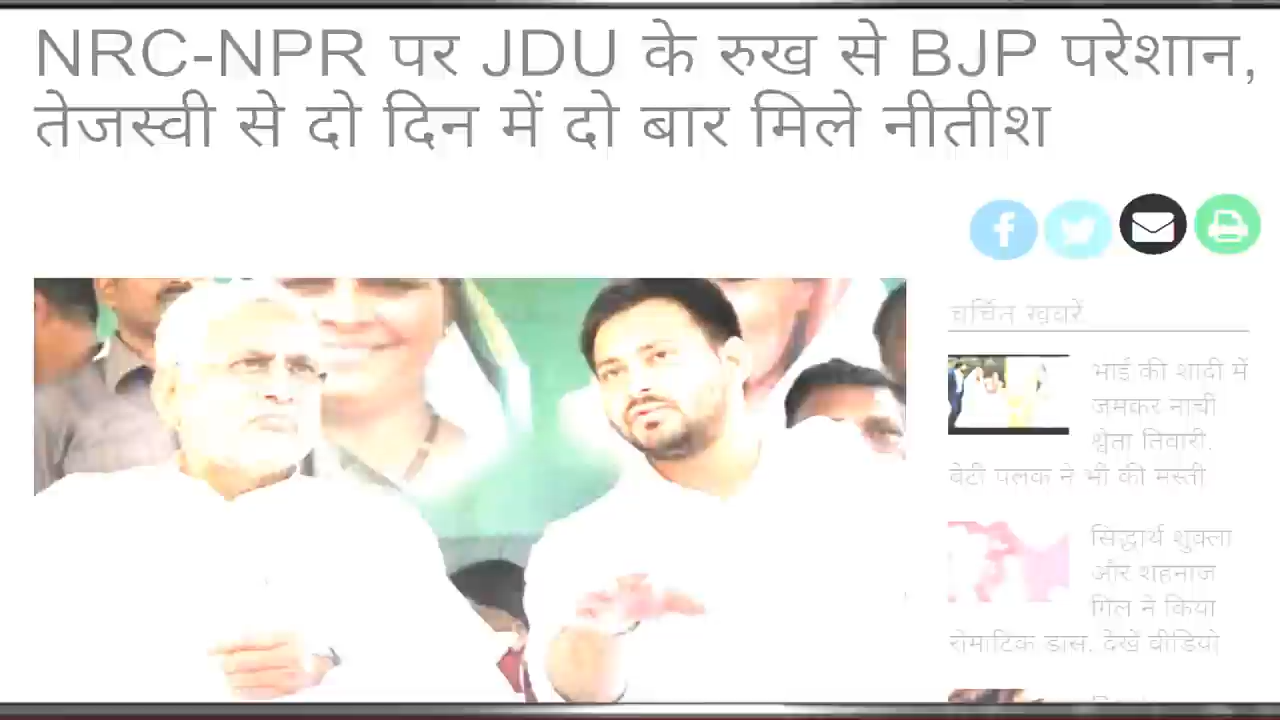 NRC-NPR पर JDU के रुख से BJP परेशान,
तेजस्वी से दो दिन में दो बार मिले नीतीश
चर्चित खबरें
भाई की शादी में
जमकर नाची
श्वेता तिवारी,
बेटी पलक ने भी की मस्ती
सिद्धार्थ शुक्ला
और शहनाज
गिल ने किया
रोमांटिक डांस, देखें वीडियो